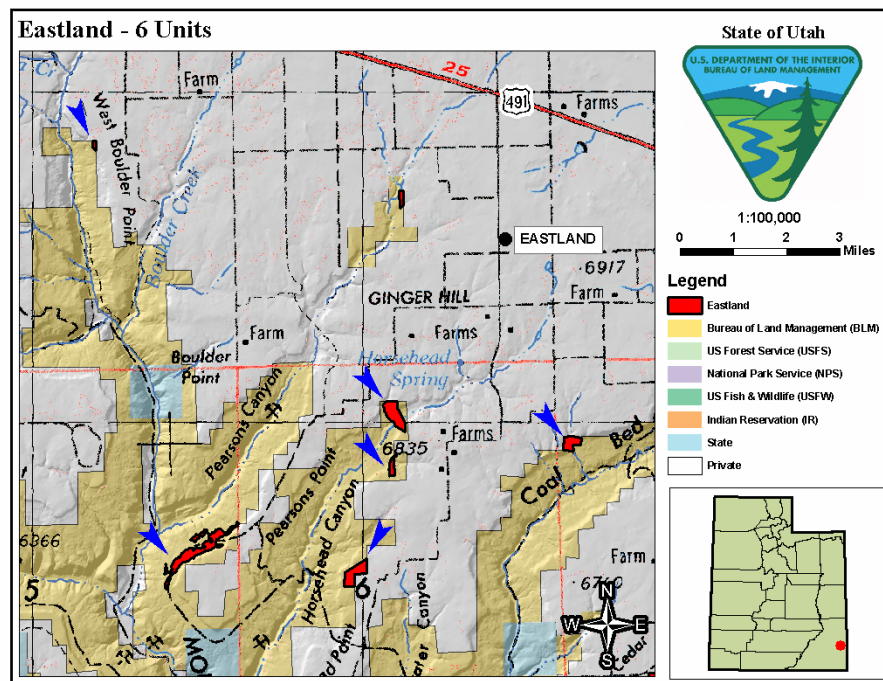 Eastland - 6 Units
State of Utah
U.S. DEPARTMENT OF THE INTERIOR
BUREAU OF LAND MANAGEMENT
1:100,000
0 1 2 3
Miles
Legend
Eastland
Bureau of Land Management (BLM)
US Forest Service (USFS)
National Park Service (NPS)
US Fish & Wildlife (USFW)
Indian Reservation (IR)
State
Private
25
491
Farm
Farms
West Boulder Point
Boulder Creek
EASTLAND
6917
GINGER HILL
Farm
Farm
Farms
Boulder
Point
Horsehead
Spring
Pearsons Canyon
6835
Farms
Coal Bed
Pearsons Point
Horsehead Canyon
6366
5
6
Farm
Canyon
N
W E
S
Cedar